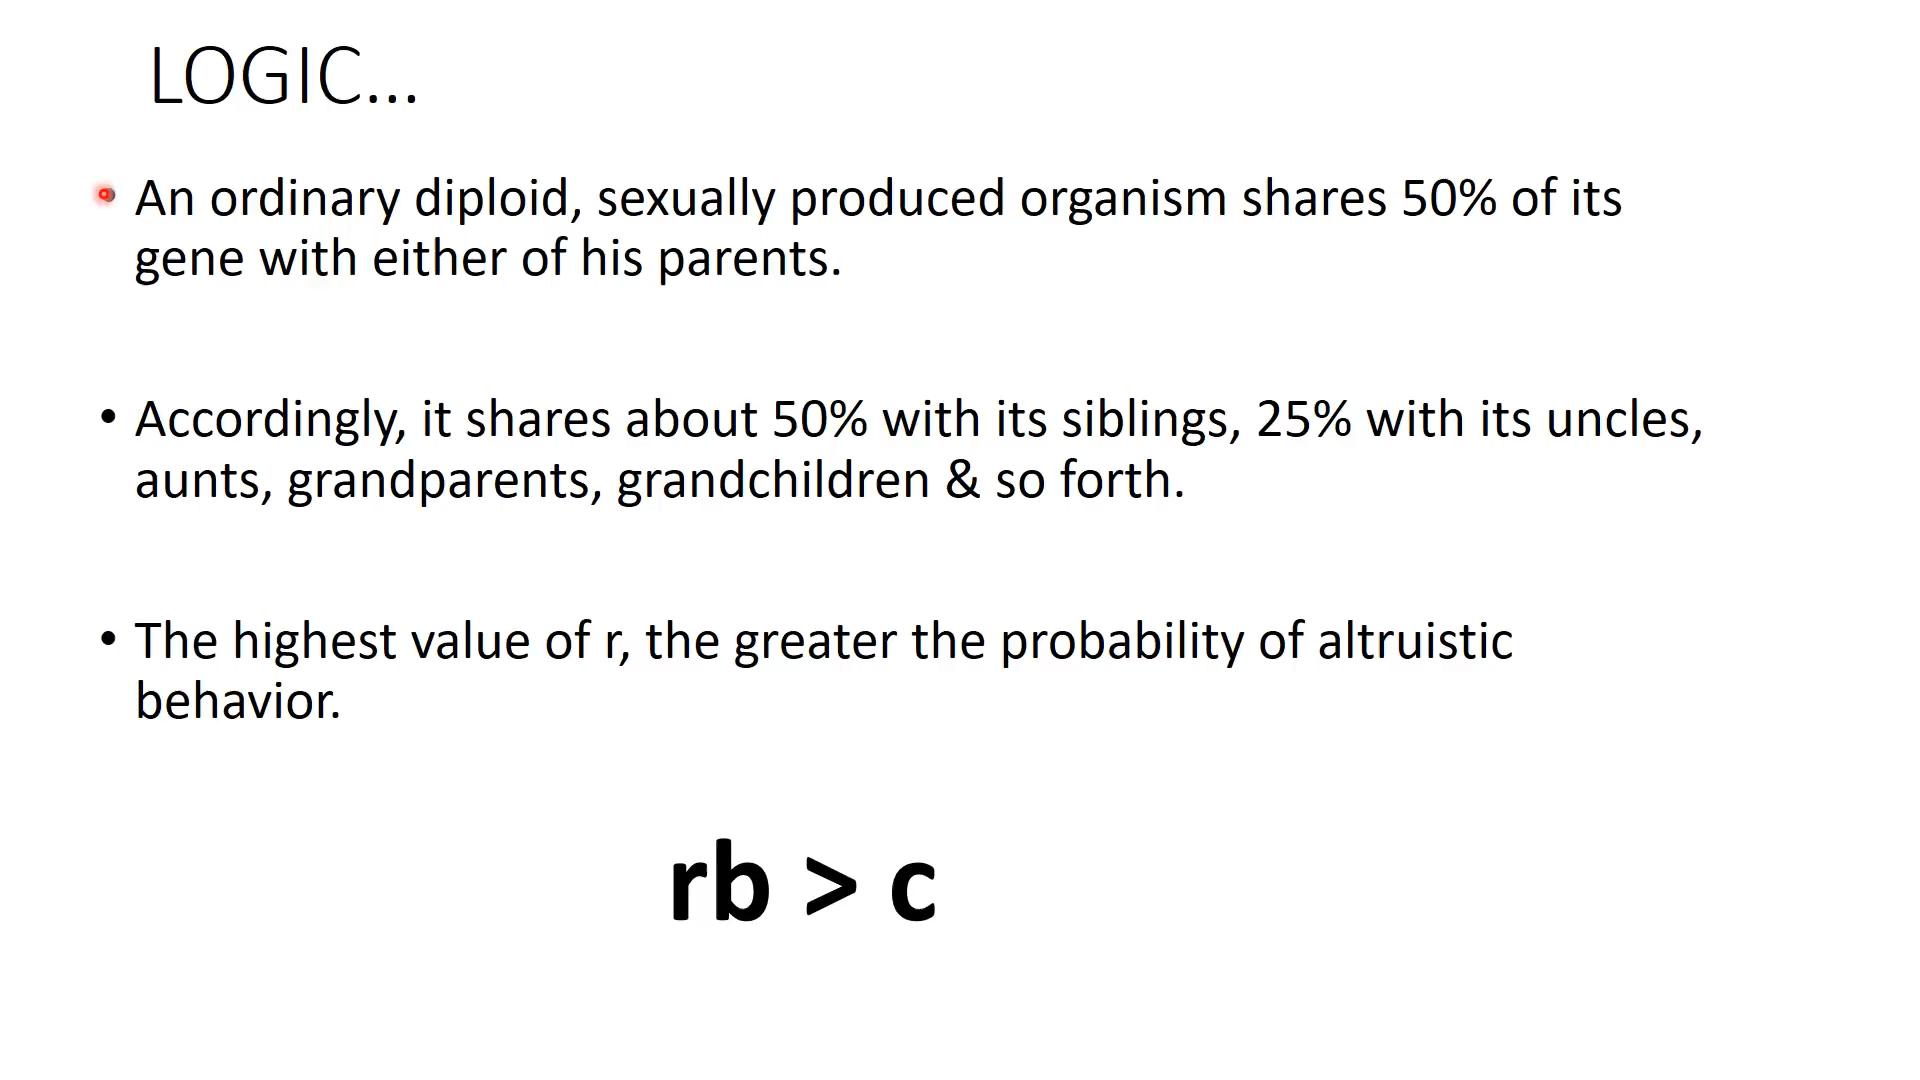 LOGIC...
• An ordinary diploid, sexually produced organism shares 50% of its
gene with either of his parents.
• Accordingly, it shares about 50% with its siblings, 25% with its uncles,
aunts, grandparents, grandchildren & so forth.
• The highest value of r, the greater the probability of altruistic
behavior.
rb > c